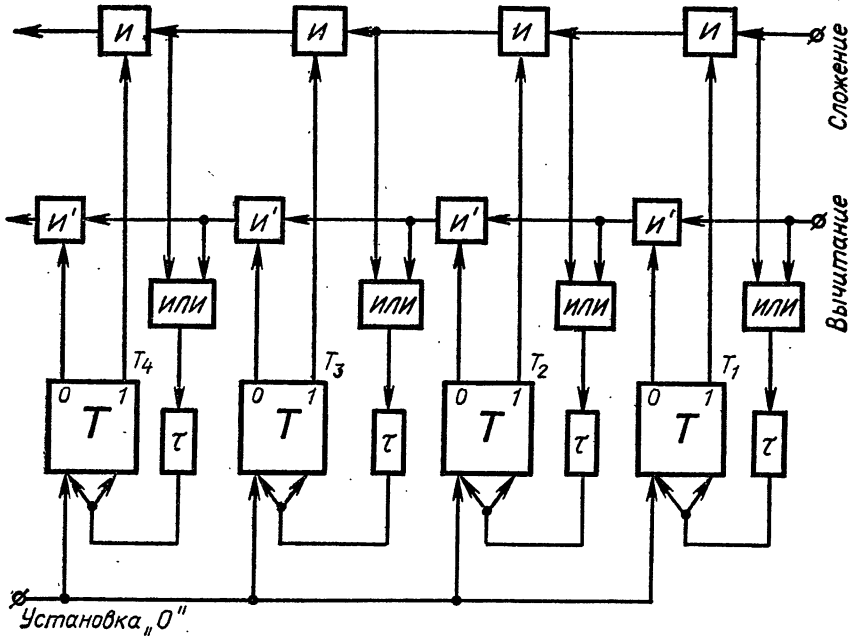 И И И И
Сложение
И' И' И' И'
Вычитание
ИЛИ ИЛИ ИЛИ ИЛИ
T4 T3 T2 T1
0 1 0 1 0 1 0 1
T τ T τ T τ T τ
Установка „0"